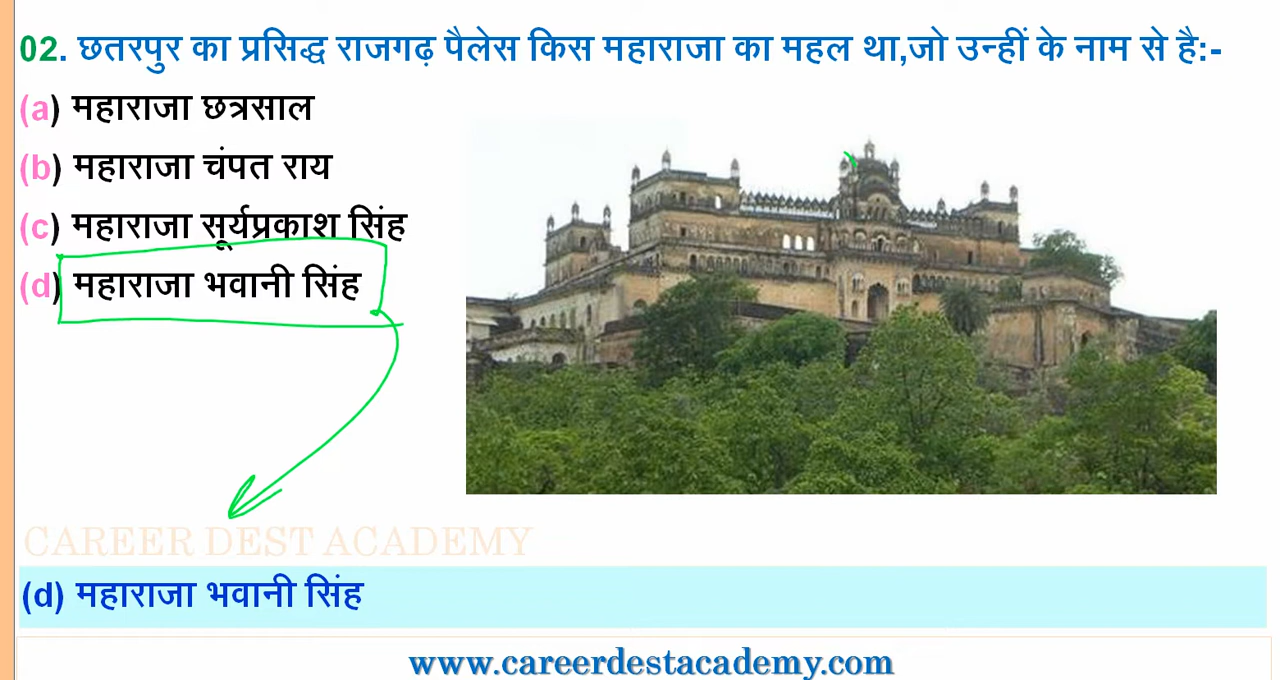 02. छतरपुर का प्रसिद्ध राजगढ़ पैलेस किस महाराजा का महल था,जो उन्हीं के नाम से है:-
(a) महाराजा छत्रसाल
(b) महाराजा चंपत राय
(c) महाराजा सूर्यप्रकाश सिंह
(d) महाराजा भवानी सिंह
CAREER DEST ACADEMY
(d) महाराजा भवानी सिंह
www.careerdestacademy.com